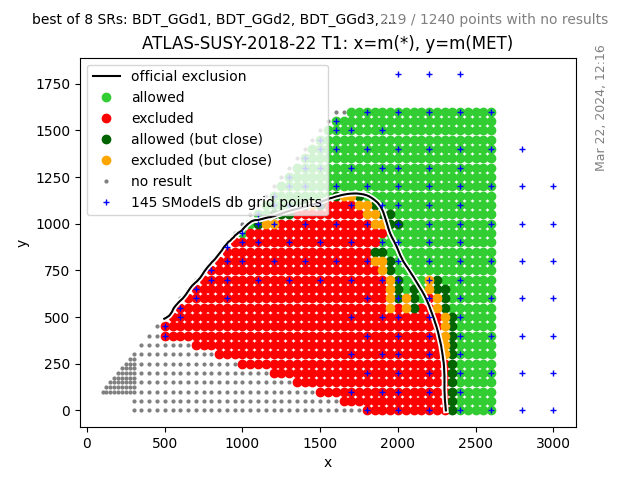 best of 8 SRs: BDT_GGd1, BDT_GGd2, BDT_GGd3,... 219 / 1240 points with no results
ATLAS-SUSY-2018-22 T1: x=m(*), y=m(MET)
official exclusion
allowed
excluded
allowed (but close)
excluded (but close)
no result
145 SModelS db grid points
1750
1500
1250
1000
750
500
250
0
y
0 500 1000 1500 2000 2500 3000
x
Mar 22, 2024, 12:16